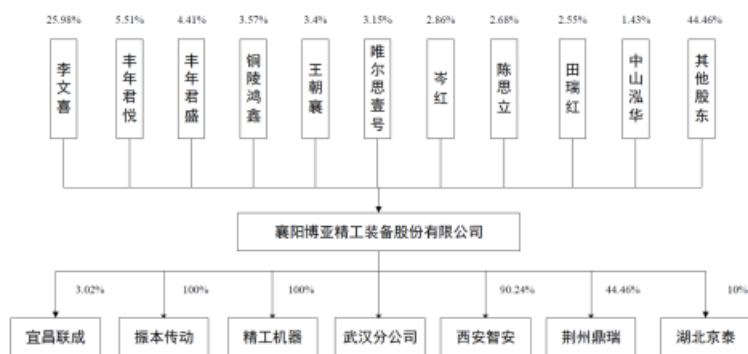 25.98% 5.51% 4.41% 3.57% 3.4% 3.15% 2.86% 2.68% 2.55% 1.43% 44.46%
李文喜 丰年君悦 丰年君盛 铜陵鸿鑫 王朝襄 唯尔思壹号 岑红 陈思立 田瑞红 中山泓华 其他股东
襄阳博亚精工装备股份有限公司
3.02% 100% 100% 90.24% 44.46% 10%
宜昌联成 振本传动 精工机器 武汉分公司 西安智安 荆州鼎瑞 湖北京泰